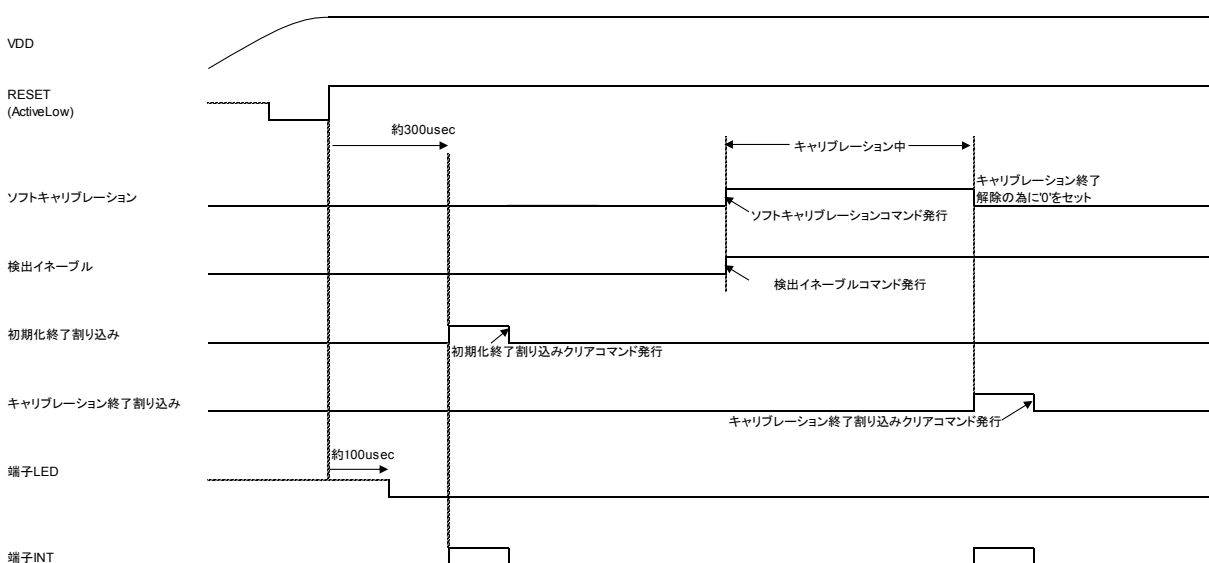 VDD
RESET
(ActiveLow)
約300usec
キャリブレーション中
ソフトキャリブレーション
キャリブレーション終了
解除の為に'0'をセット
ソフトキャリブレーションコマンド発行
検出イネーブル
検出イネーブルコマンド発行
初期化終了割り込み
初期化終了割り込みクリアコマンド発行
キャリブレーション終了割り込み
キャリブレーション終了割り込みクリアコマンド発行
約100usec
端子LED
端子INT